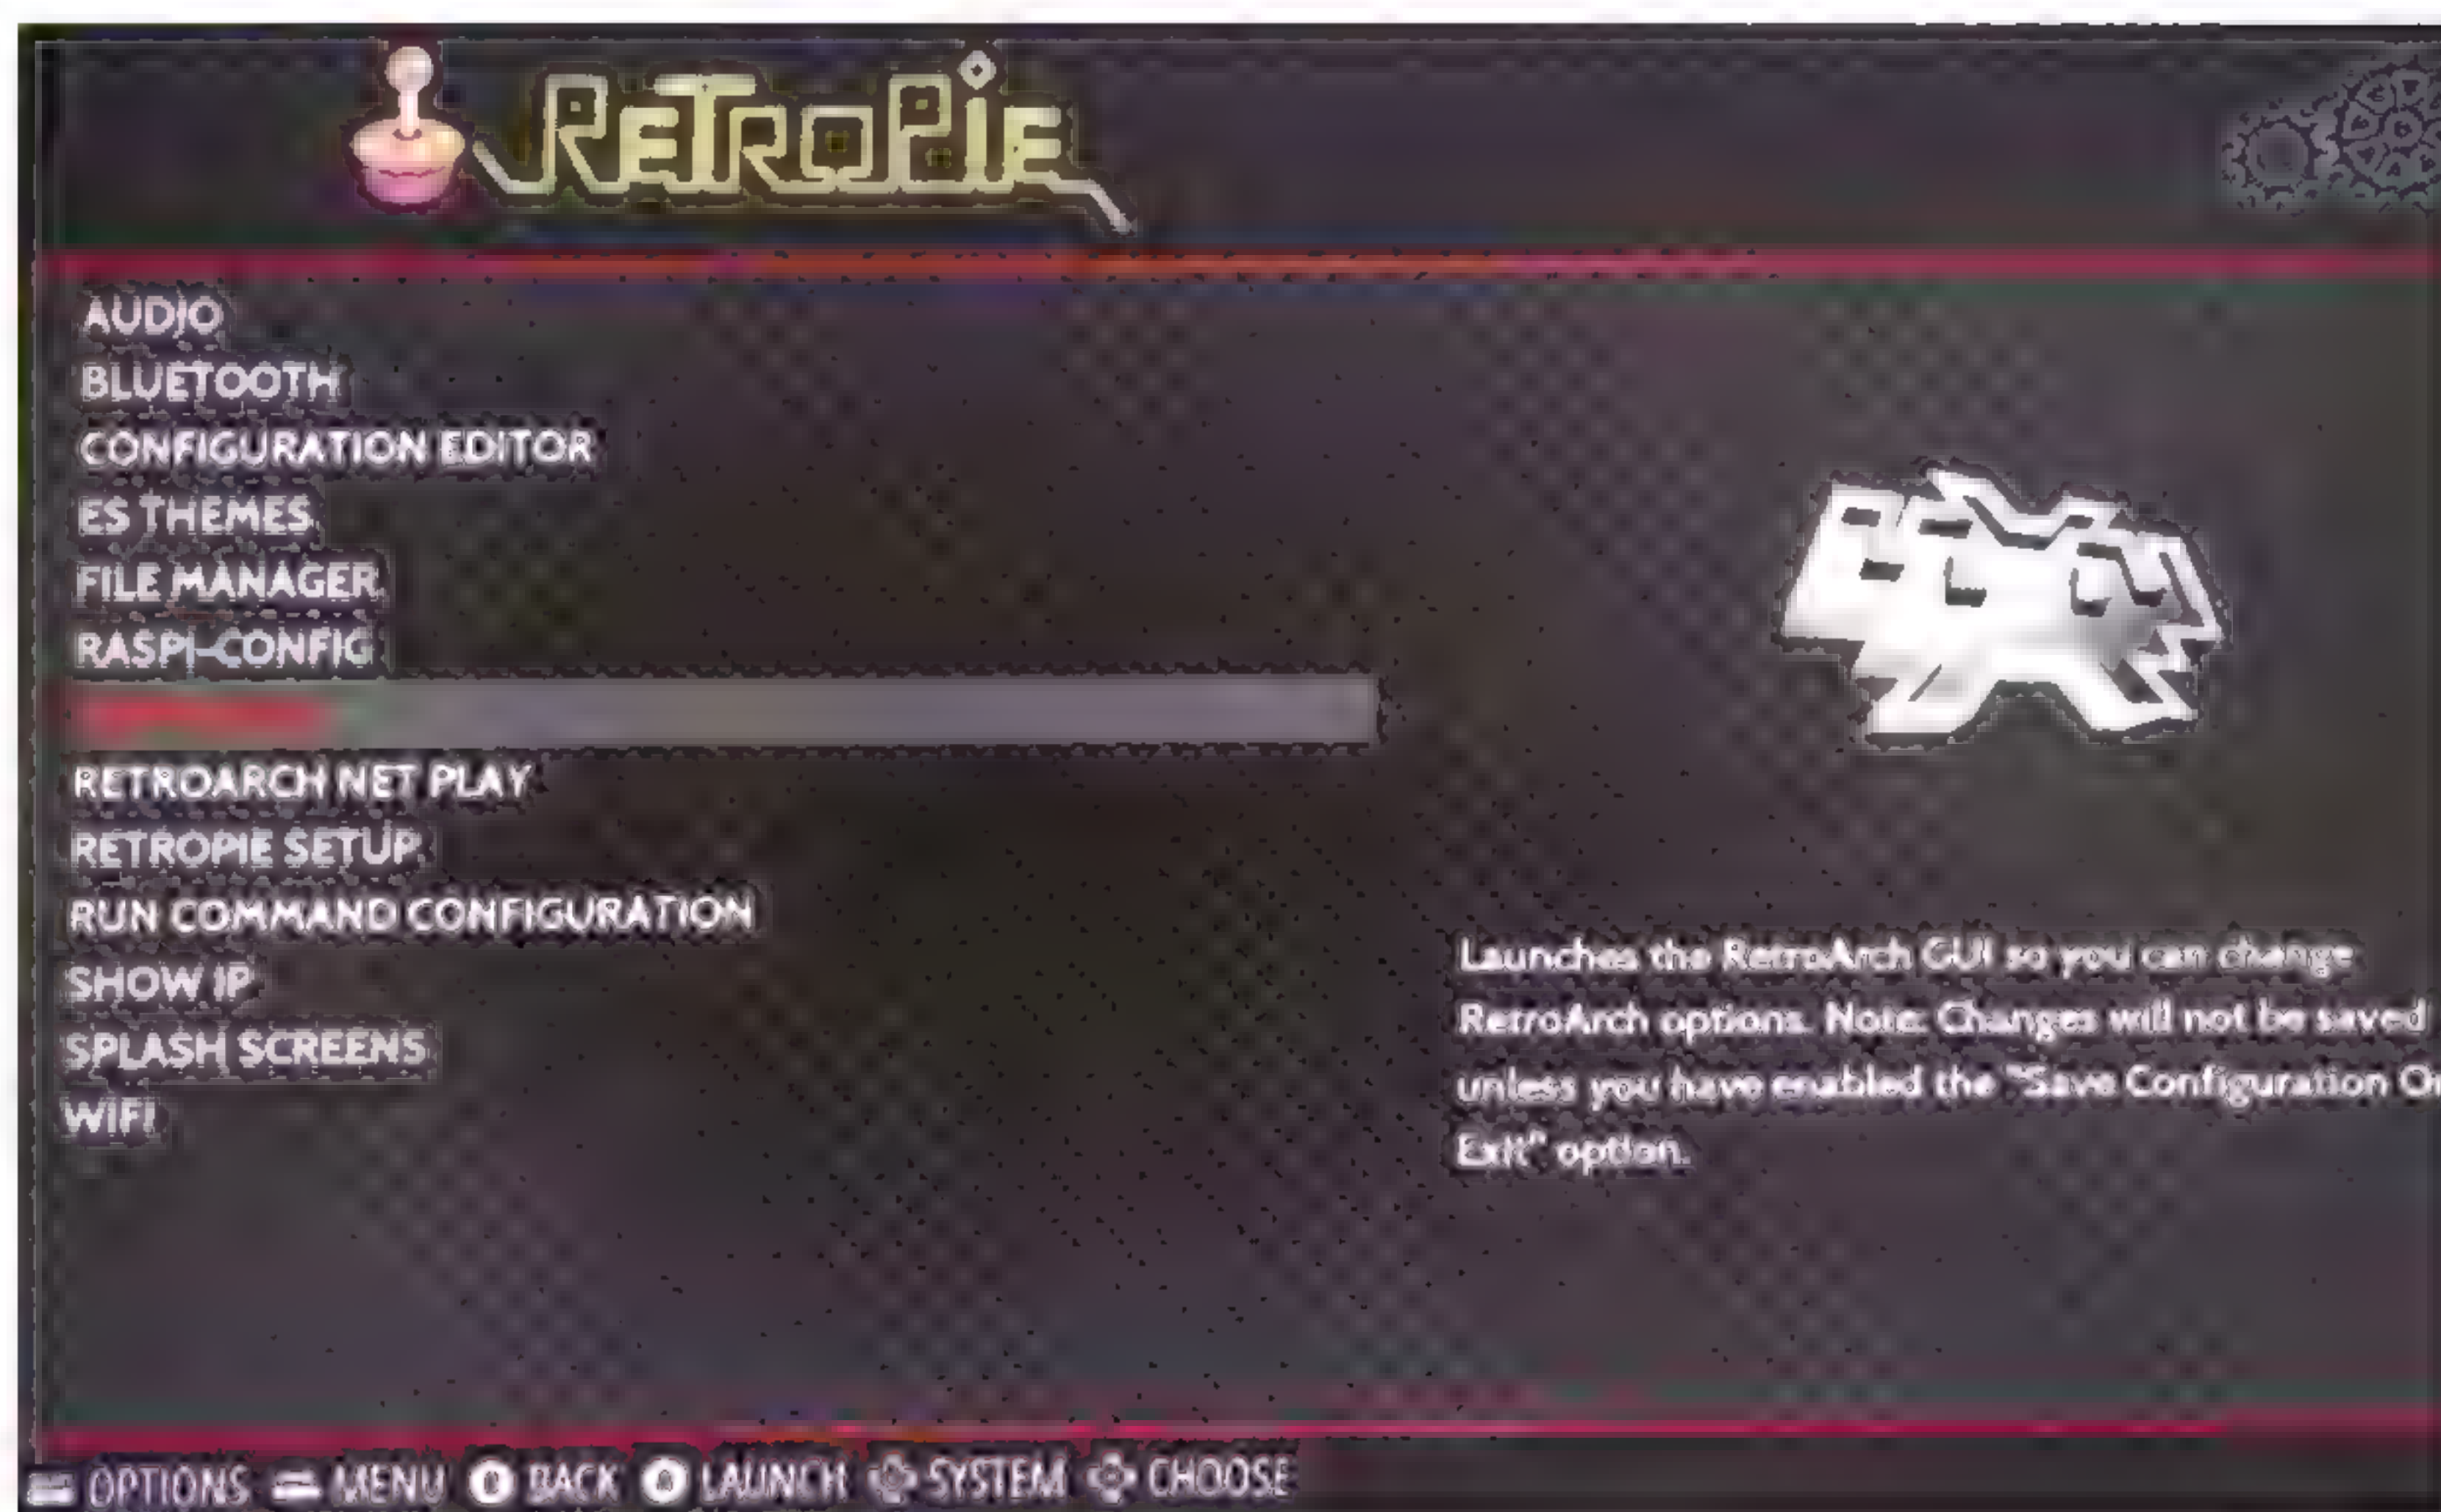 RETROPIE
AUDIO
BLUETOOTH
CONFIGURATION EDITOR
ES THEMES
FILE MANAGER
RASPI-CONFIG
RETROARCH NET PLAY
RETROPIE SETUP
RUN COMMAND CONFIGURATION
SHOW IP
SPLASH SCREENS
WIFI
Launches the RetroArch GUI so you can change
RetroArch options. Note: Changes will not be saved
unless you have enabled the "Save Configuration On
Exit" option.
OPTIONS MENU BACK LAUNCH SYSTEM CHOOSE